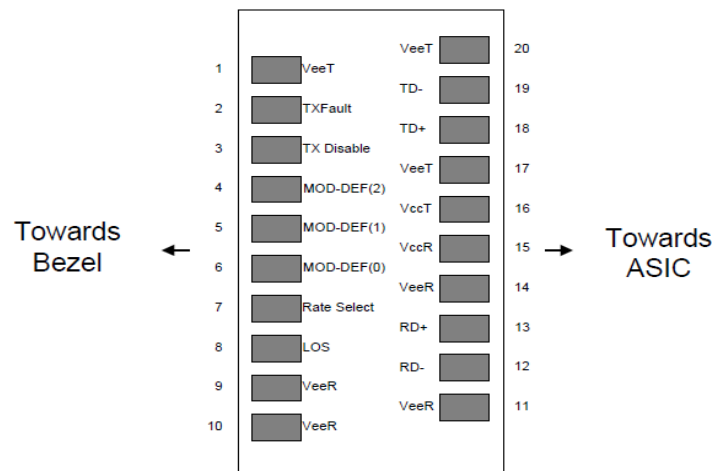 VeeT 20
1 VeeT
TD- 19
2 TXFault
TD+ 18
3 TX Disable
VeeT 17
4 MOD-DEF(2)
VccT 16
5 MOD-DEF(1)
Towards
Bezel
VccR 15
Towards
ASIC
6 MOD-DEF(0)
VeeR 14
7 Rate Select
RD+ 13
8 LOS
RD- 12
9 VeeR
VeeR 11
10 VeeR